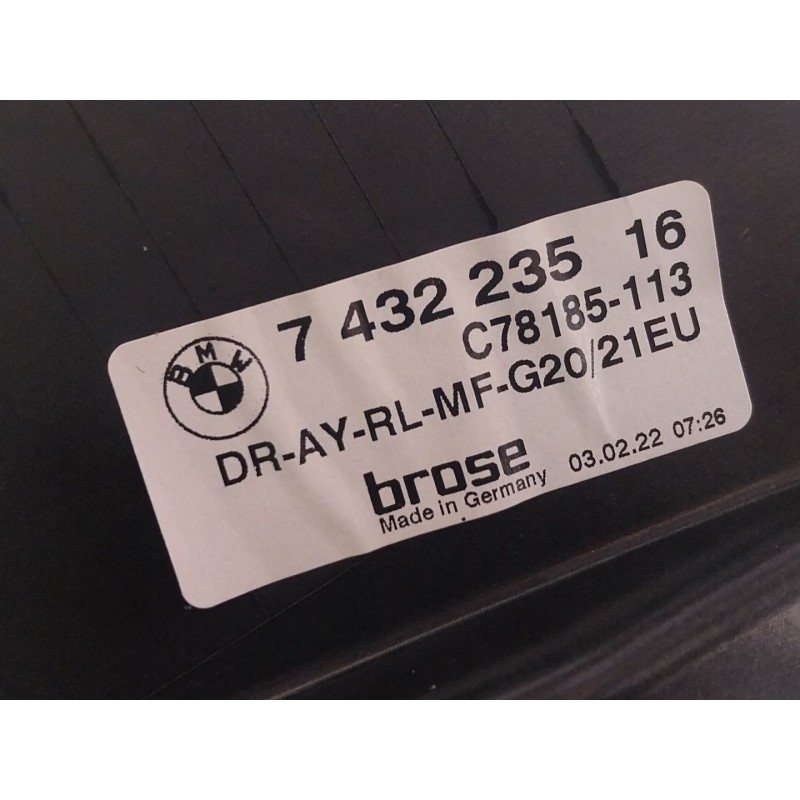 BMW
7 432 235 16
C78185-113
DR-AY-RL-MF-G20/21EU
brose 03.02.22 07:26
Made in Germany